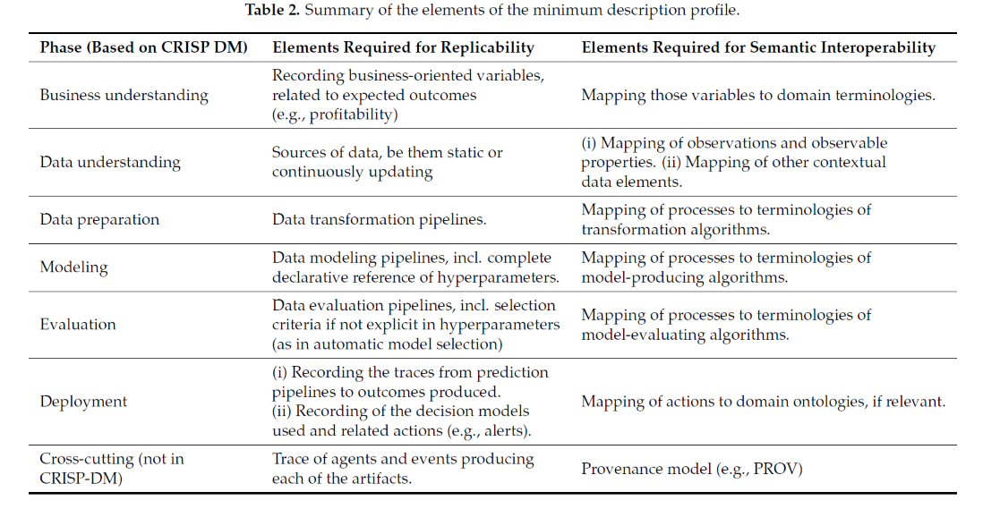 Table 2. Summary of the elements of the minimum description profile.
Phase (Based on CRISP DM) Elements Required for Replicability Elements Required for Semantic Interoperability
Business understanding
Recording business-oriented variables,
related to expected outcomes
(e.g., profitability)
Mapping those variables to domain terminologies.
Data understanding
Sources of data, be them static or
continuously updating
(i) Mapping of observations and observable
properties. (ii) Mapping of other contextual
data elements.
Data preparation
Data transformation pipelines.
Mapping of processes to terminologies of
transformation algorithms.
Modeling
Data modeling pipelines, incl. complete
declarative reference of hyperparameters.
Mapping of processes to terminologies of
model-producing algorithms.
Evaluation
Data evaluation pipelines, incl. selection
criteria if not explicit in hyperparameters
(as in automatic model selection)
Mapping of processes to terminologies of
model-evaluating algorithms.
Deployment
(i) Recording the traces from prediction
pipelines to outcomes produced.
(ii) Recording of the decision models
used and related actions (e.g., alerts).
Mapping of actions to domain ontologies, if relevant.
Cross-cutting (not in
CRISP-DM)
Trace of agents and events producing
each of the artifacts.
Provenance model (e.g., PROV)